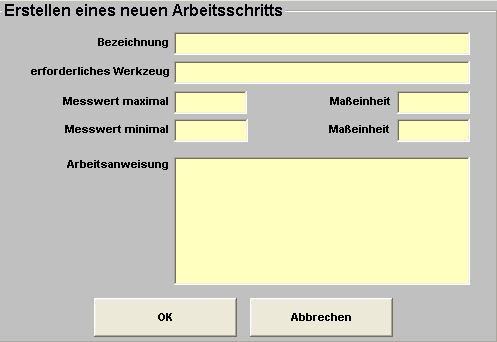 Erstellen eines neuen Arbeitsschritts
Bezeichnung
erforderliches Werkzeug
Messwert maximal Maßeinheit
Messwert minimal Maßeinheit
Arbeitsanweisung
OK Abbrechen